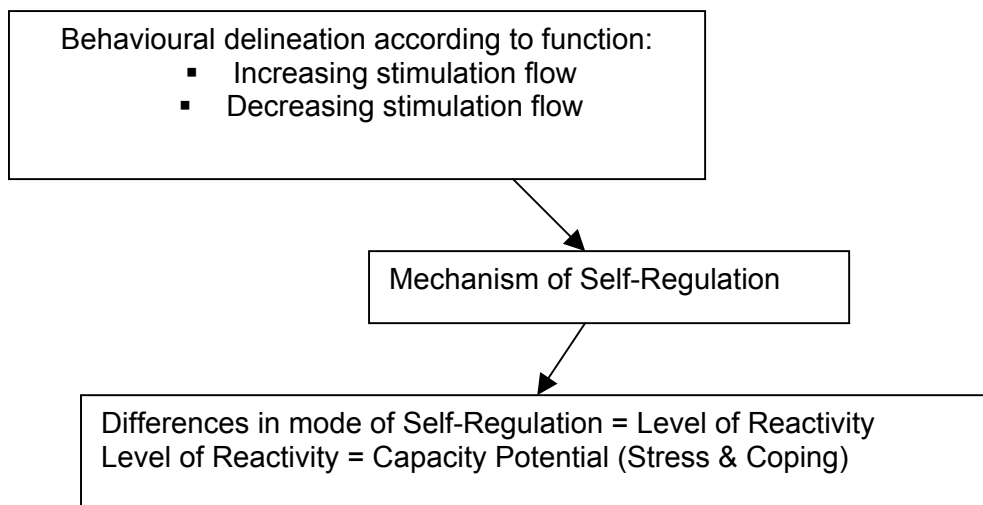 Behavioural delineation according to function:
▪ Increasing stimulation flow
▪ Decreasing stimulation flow
Mechanism of Self-Regulation
Differences in mode of Self-Regulation = Level of Reactivity
Level of Reactivity = Capacity Potential (Stress & Coping)